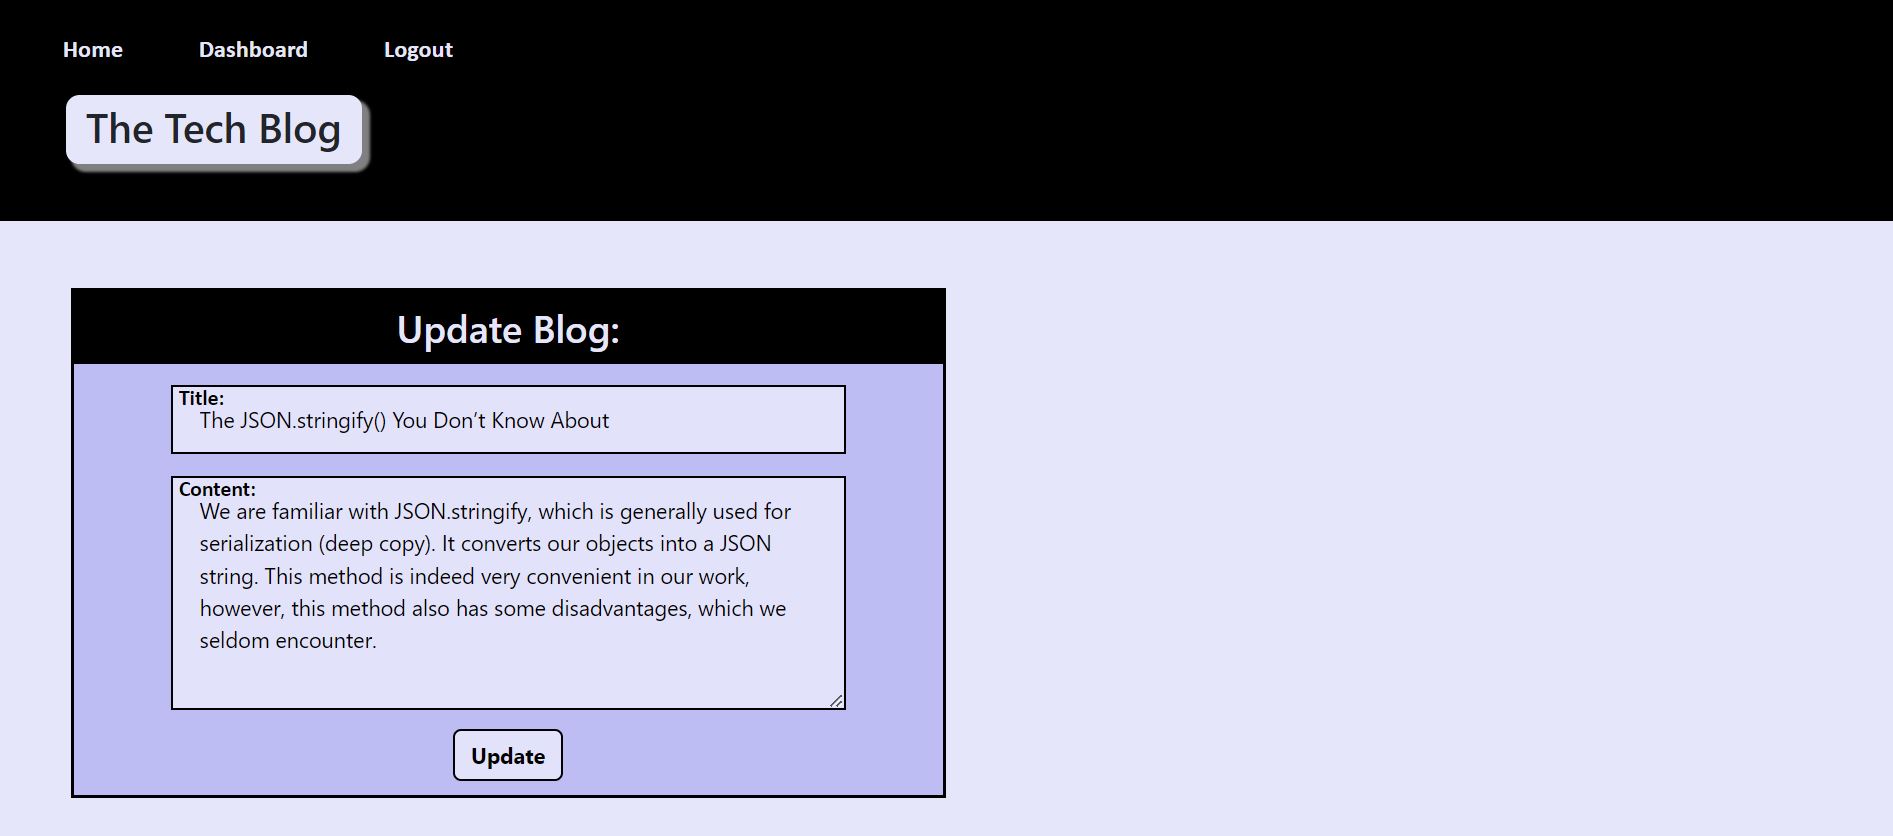 Home Dashboard Logout
The Tech Blog
Update Blog:
Title:
The JSON.stringify() You Don’t Know About
Content:
We are familiar with JSON.stringify, which is generally used for
serialization (deep copy). It converts our objects into a JSON
string. This method is indeed very convenient in our work,
however, this method also has some disadvantages, which we
seldom encounter.
Update